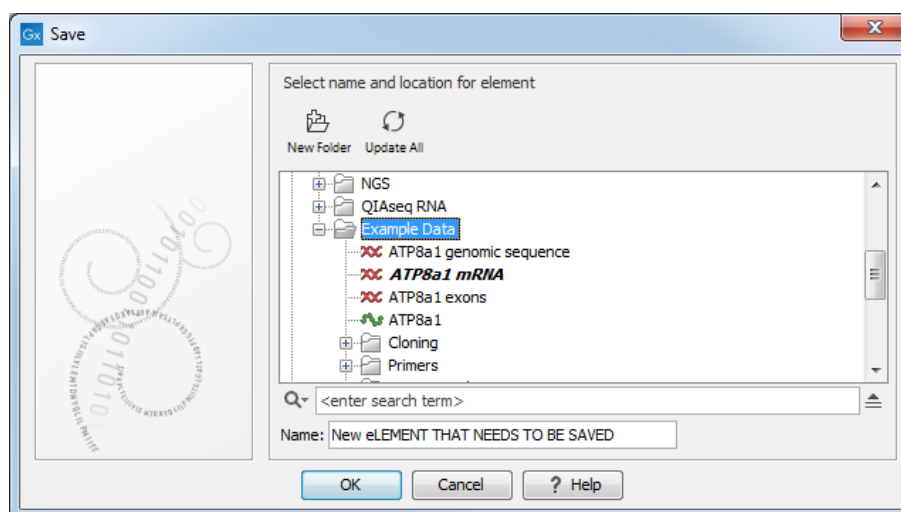 Gx Save
Select name and location for element
New Folder Update All
NGS
QIAseq RNA
Example Data
ATP8a1 genomic sequence
ATP8a1 mRNA
ATP8a1 exons
ATP8a1
Cloning
Primers
<enter search term>
Name: New eLEMENT THAT NEEDS TO BE SAVED
OK Cancel ? Help